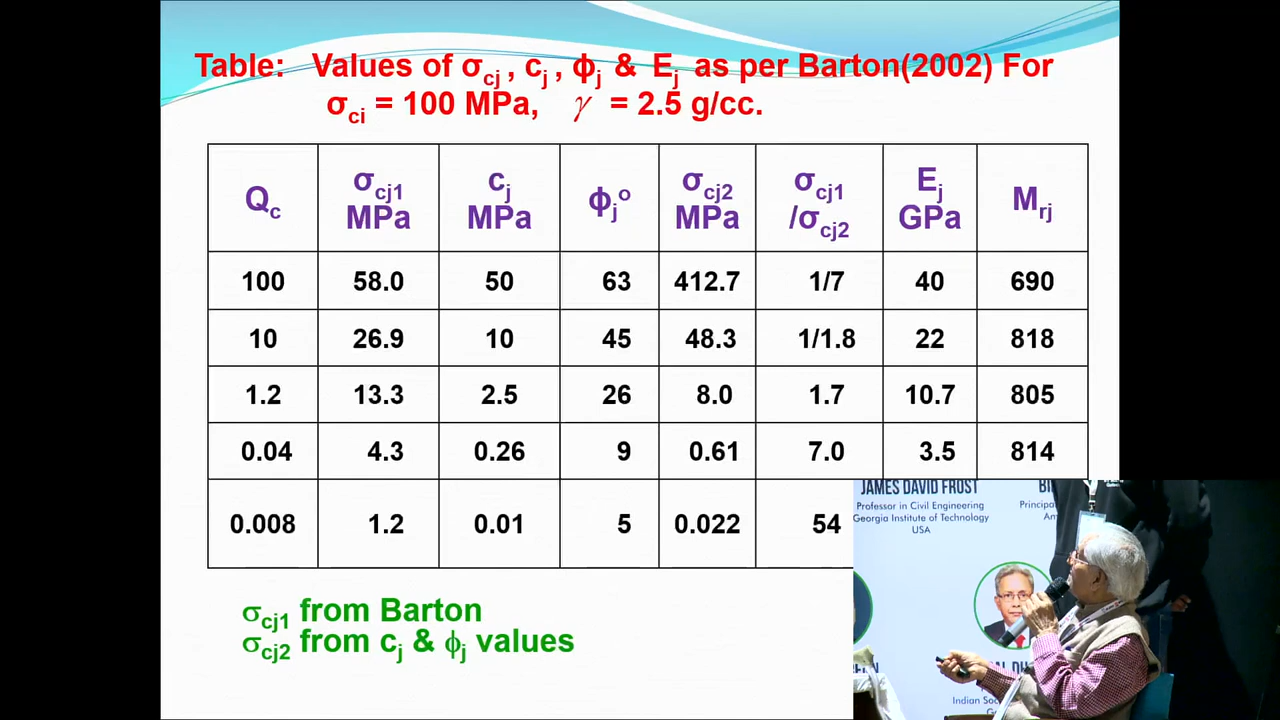 Table: Values of σcj , cj , ϕj & Ej as per Barton(2002) For
σci = 100 MPa, γ = 2.5 g/cc.
Qc σcj1 MPa cj MPa ϕj° σcj2 MPa σcj1 /σcj2 Ej GPa Mrj
100 58.0 50 63 412.7 1/7 40 690
10 26.9 10 45 48.3 1/1.8 22 818
1.2 13.3 2.5 26 8.0 1.7 10.7 805
0.04 4.3 0.26 9 0.61 7.0 3.5 814
0.008 1.2 0.01 5 0.022 54
σcj1 from Barton
σcj2 from cj & ϕj values
JAMES DAVID FROST
Professor in Civil Engineering
Georgia Institute of Technology
USA
Indian